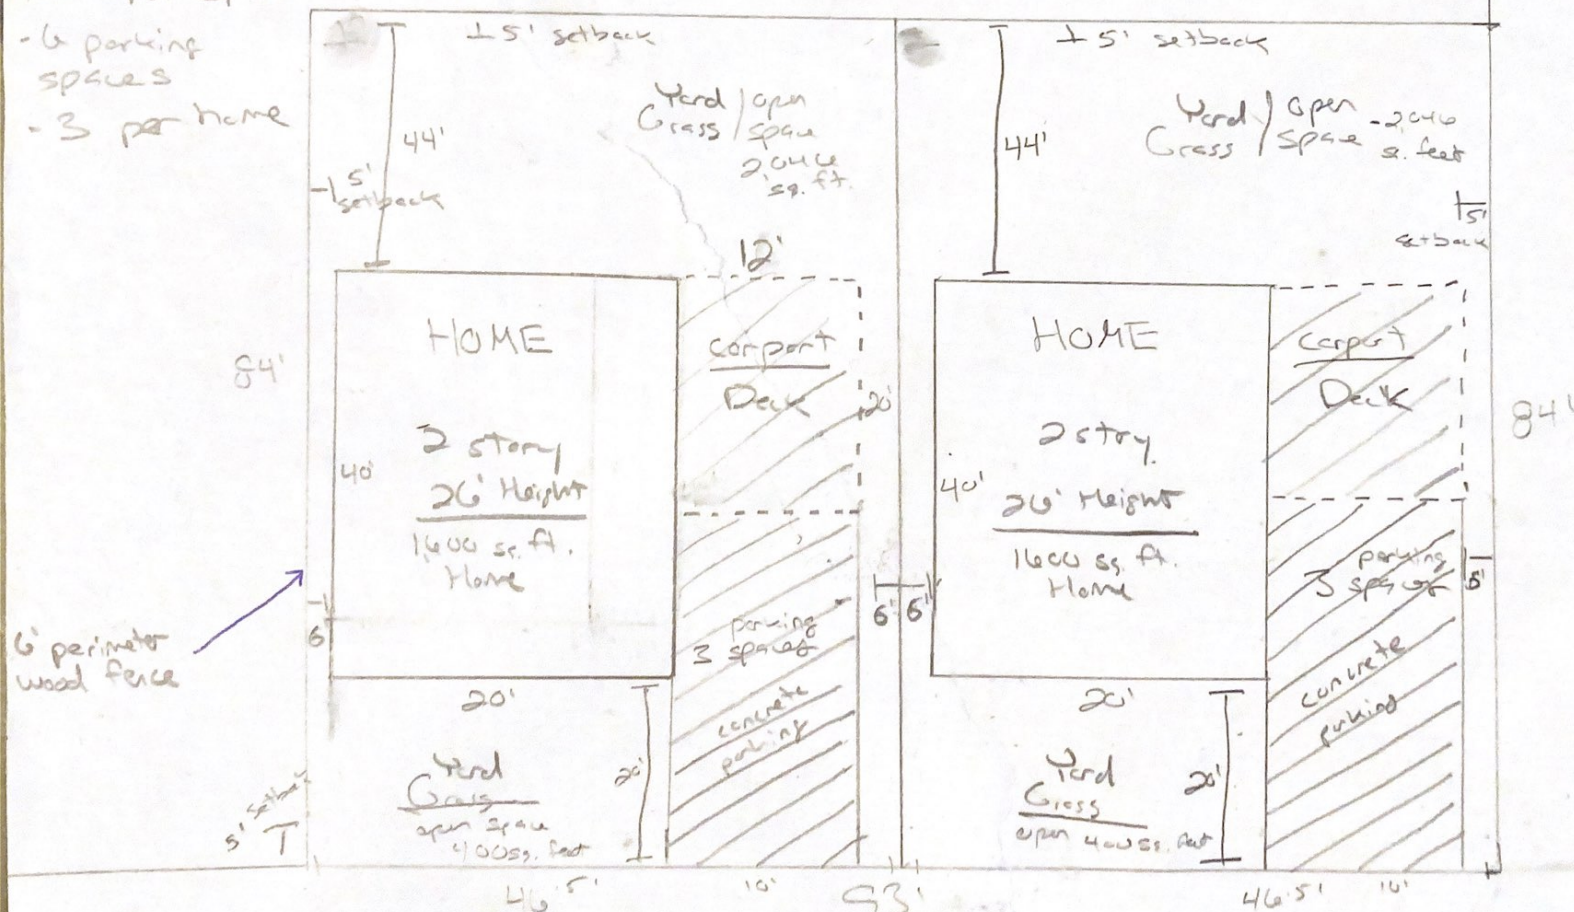 - 6 parking
spaces
- 3 per home
5' setback
44'
5'
setback
Yard
Grass
open
space
2,046
sq. ft.
5' setback
44'
Yard
Grass
open
space
- 2,046
sq. feet
5'
setback
12'
HOME
2 story
26' Height
1,600 sq. ft.
Home
40'
84'
carport
Deck
20'
parking
3 spaces
concrete
parking
HOME
2 story
26' Height
1600 sq. ft.
Home
40'
carport
Deck
84'
parking
3 spaces
5'
concrete
parking
6'
6'
6'
6' perimeter
wood fence
20'
Yard
Grass
open space
400 sq. feet
20'
5' setback
20'
Yard
Grass
open 400 sq. feet
20'
46'5'
10'
93'
46'5'
10'